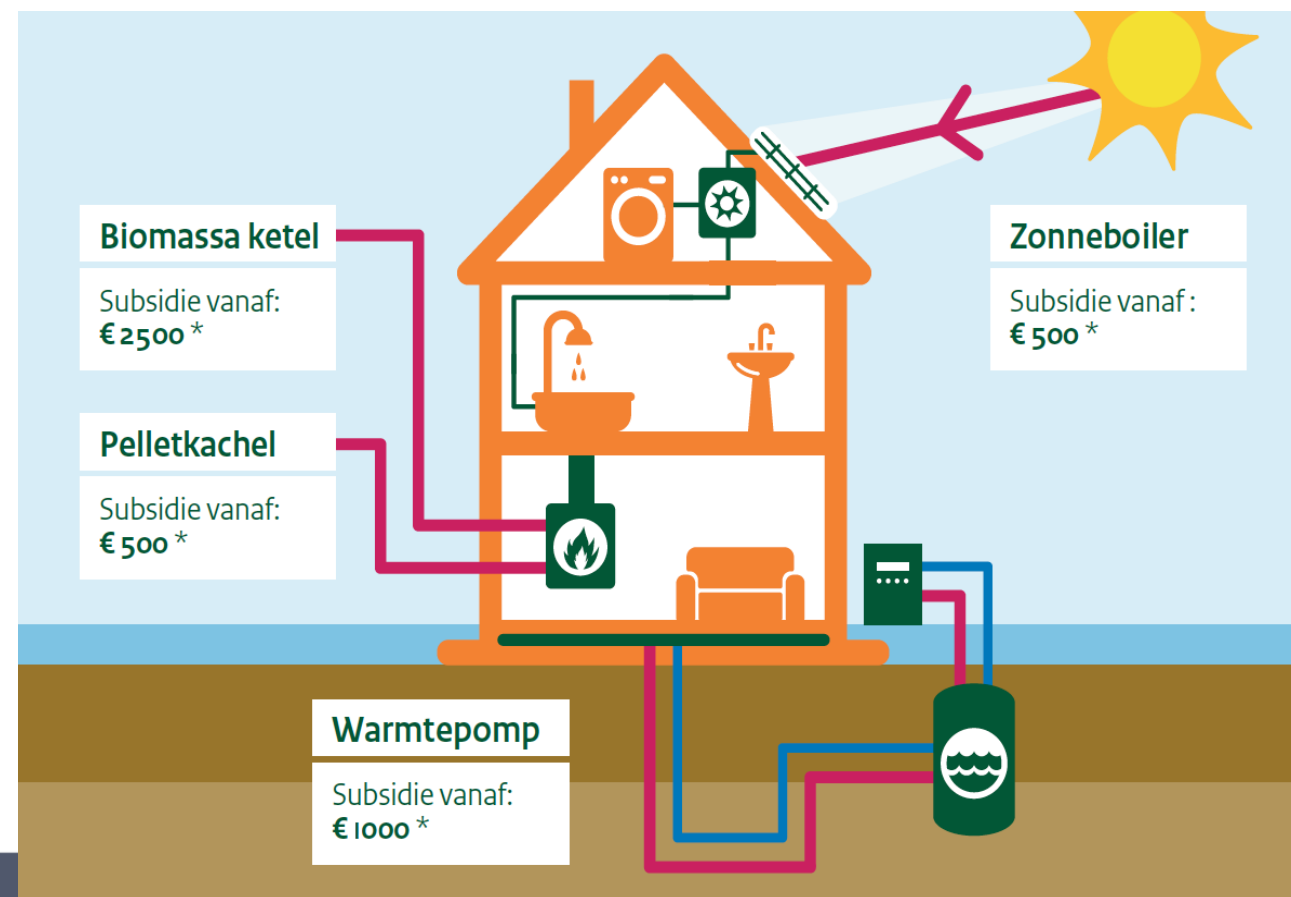 Biomassa ketel
Subsidie vanaf:
€ 2500 *
Pelletkachel
Subsidie vanaf:
€ 500 *
Zonneboiler
Subsidie vanaf :
€ 500 *
Warmtepomp
Subsidie vanaf:
€ 1000 *